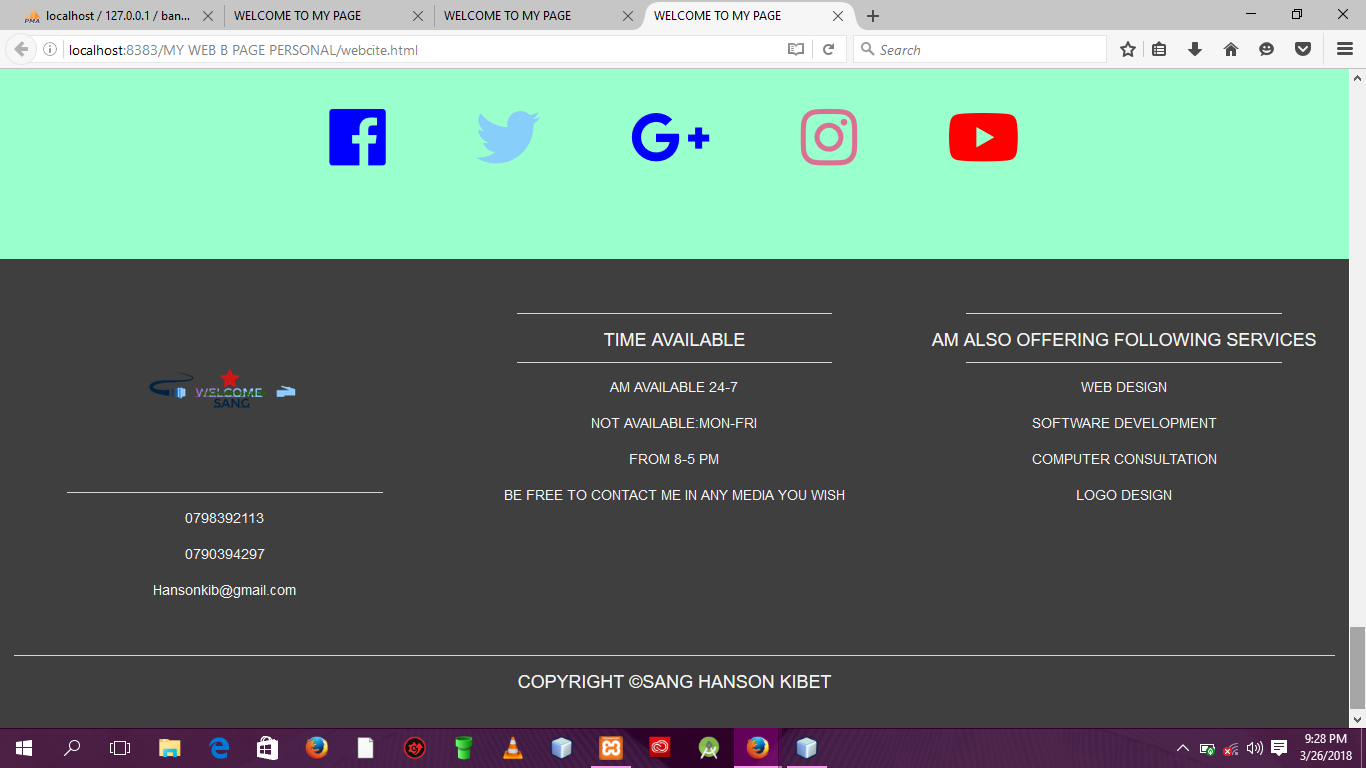 localhost / 127.0.0.1 / ban...
WELCOME TO MY PAGE
WELCOME TO MY PAGE
WELCOME TO MY PAGE
localhost:8383/MY WEB B PAGE PERSONAL/webcite.html
Search
WELCOME
SANG
0798392113
0790394297
Hansonkib@gmail.com
TIME AVAILABLE
AM AVAILABLE 24-7
NOT AVAILABLE:MON-FRI
FROM 8-5 PM
BE FREE TO CONTACT ME IN ANY MEDIA YOU WISH
AM ALSO OFFERING FOLLOWING SERVICES
WEB DESIGN
SOFTWARE DEVELOPMENT
COMPUTER CONSULTATION
LOGO DESIGN
COPYRIGHT ©SANG HANSON KIBET
9:28 PM
3/26/2018